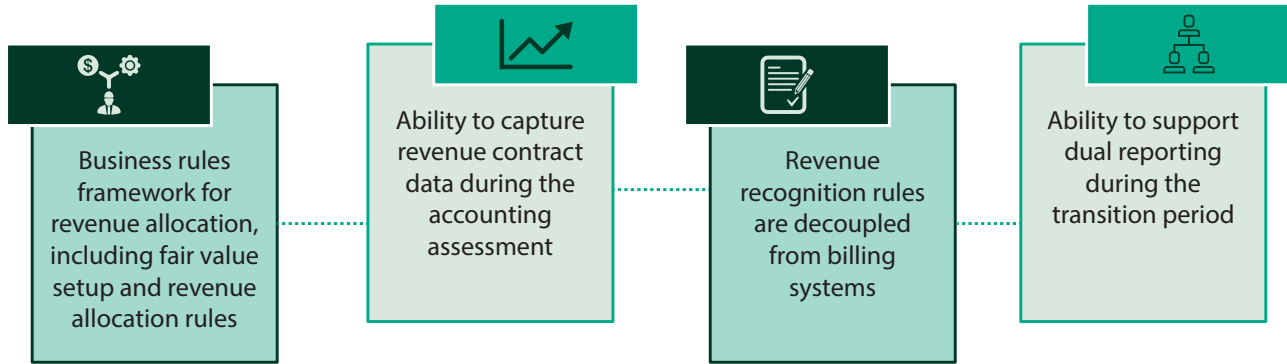 Business rules
framework for
revenue allocation,
including fair value
setup and revenue
allocation rules
Ability to capture
revenue contract
data during the
accounting
assessment
Revenue
recognition rules
are decoupled
from billing
systems
Ability to support
dual reporting
during the
transition period